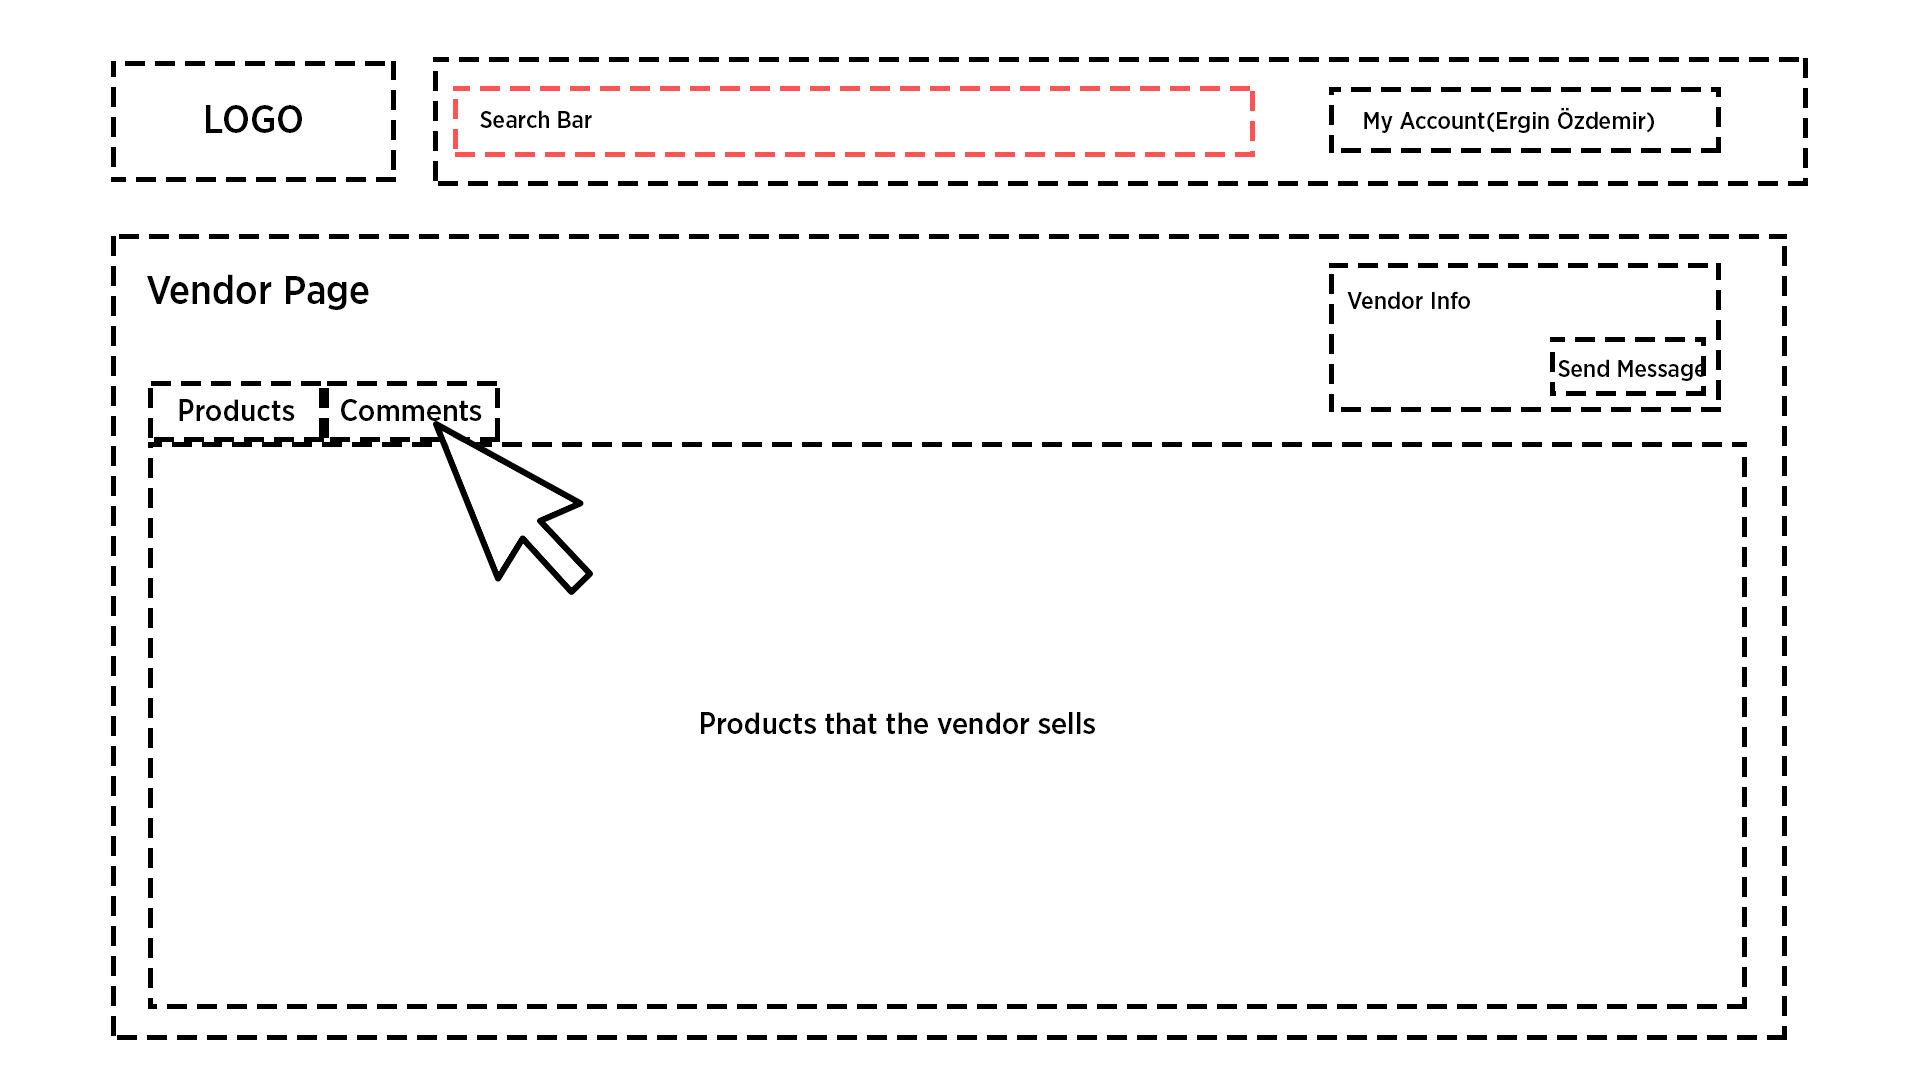 LOGO
Search Bar
My Account(Ergin Özdemir)
Vendor Page
Vendor Info
Send Message
Products
Comments
Products that the vendor sells